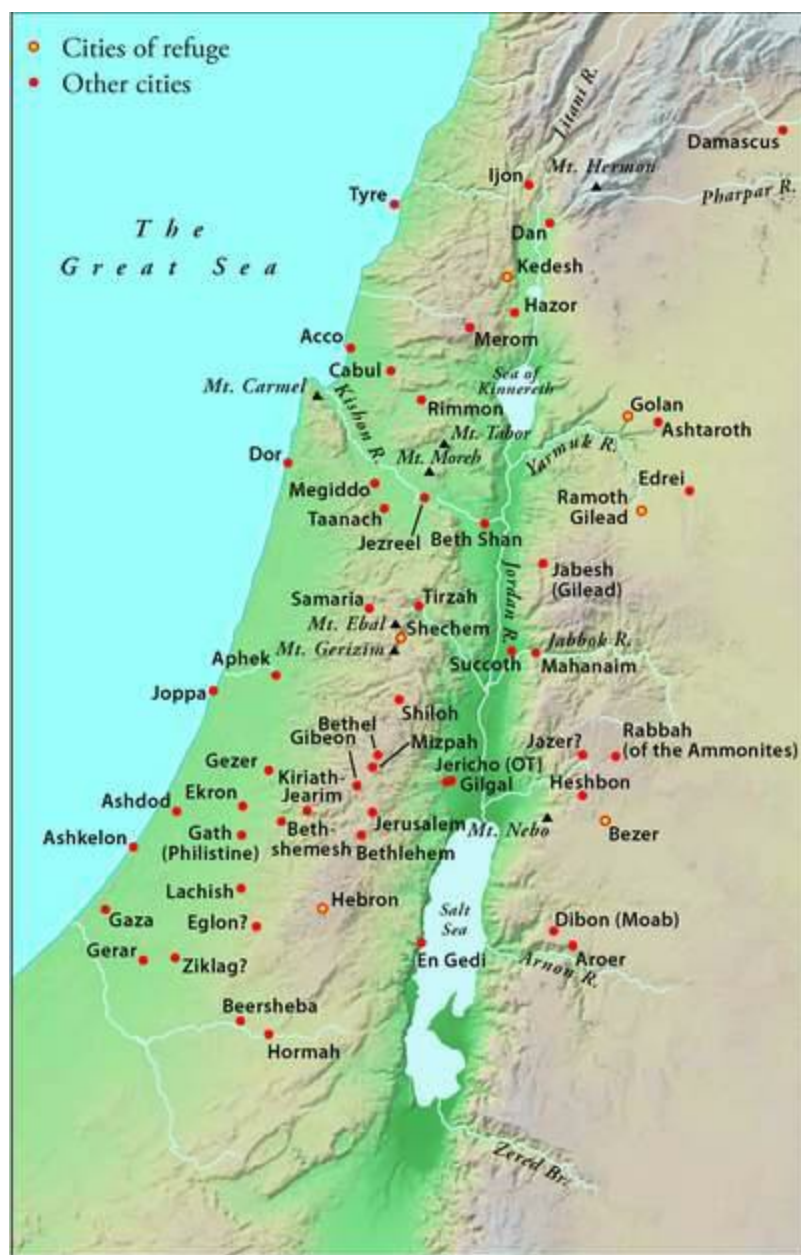 Cities of refuge
Other cities
Litani R.
Damascus
Mt. Hermon
Ijon
Pharpar R.
Tyre
Dan
The
Great Sea
Kedesh
Hazor
Merom
Acco
Cabul
Sea of
Kinnereth
Mt. Carmel
Kishon R.
Rimmon
Golan
Ashtaroth
Mt. Tabor
Yarmuk R.
Dor
Mt. Moreh
Megiddo
Edrei
Ramoth
Gilead
Taanach
Jezreel
Beth Shan
Jabesh
(Gilead)
Jordan R.
Samaria
Tirzah
Mt. Ebal
Shechem
Mt. Gerizim
Jabbok R.
Succoth
Mahanaim
Aphek
Joppa
Shiloh
Bethel
Gibeon
Mizpah
Jazer?
Rabbah
(of the Ammonites)
Gezer
Jericho (OT)
Gilgal
Kiriath-
Jearim
Heshbon
Ekron
Ashdod
Jerusalem
Mt. Nebo
Bezer
Beth-
shemesh
Gath
(Philistine)
Ashkelon
Bethlehem
Lachish
Hebron
Gaza
Eglon?
Salt
Sea
Dibon (Moab)
Gerar
Ziklag?
En Gedi
Aroer
Arnon R.
Beersheba
Hormah
Zered Br.